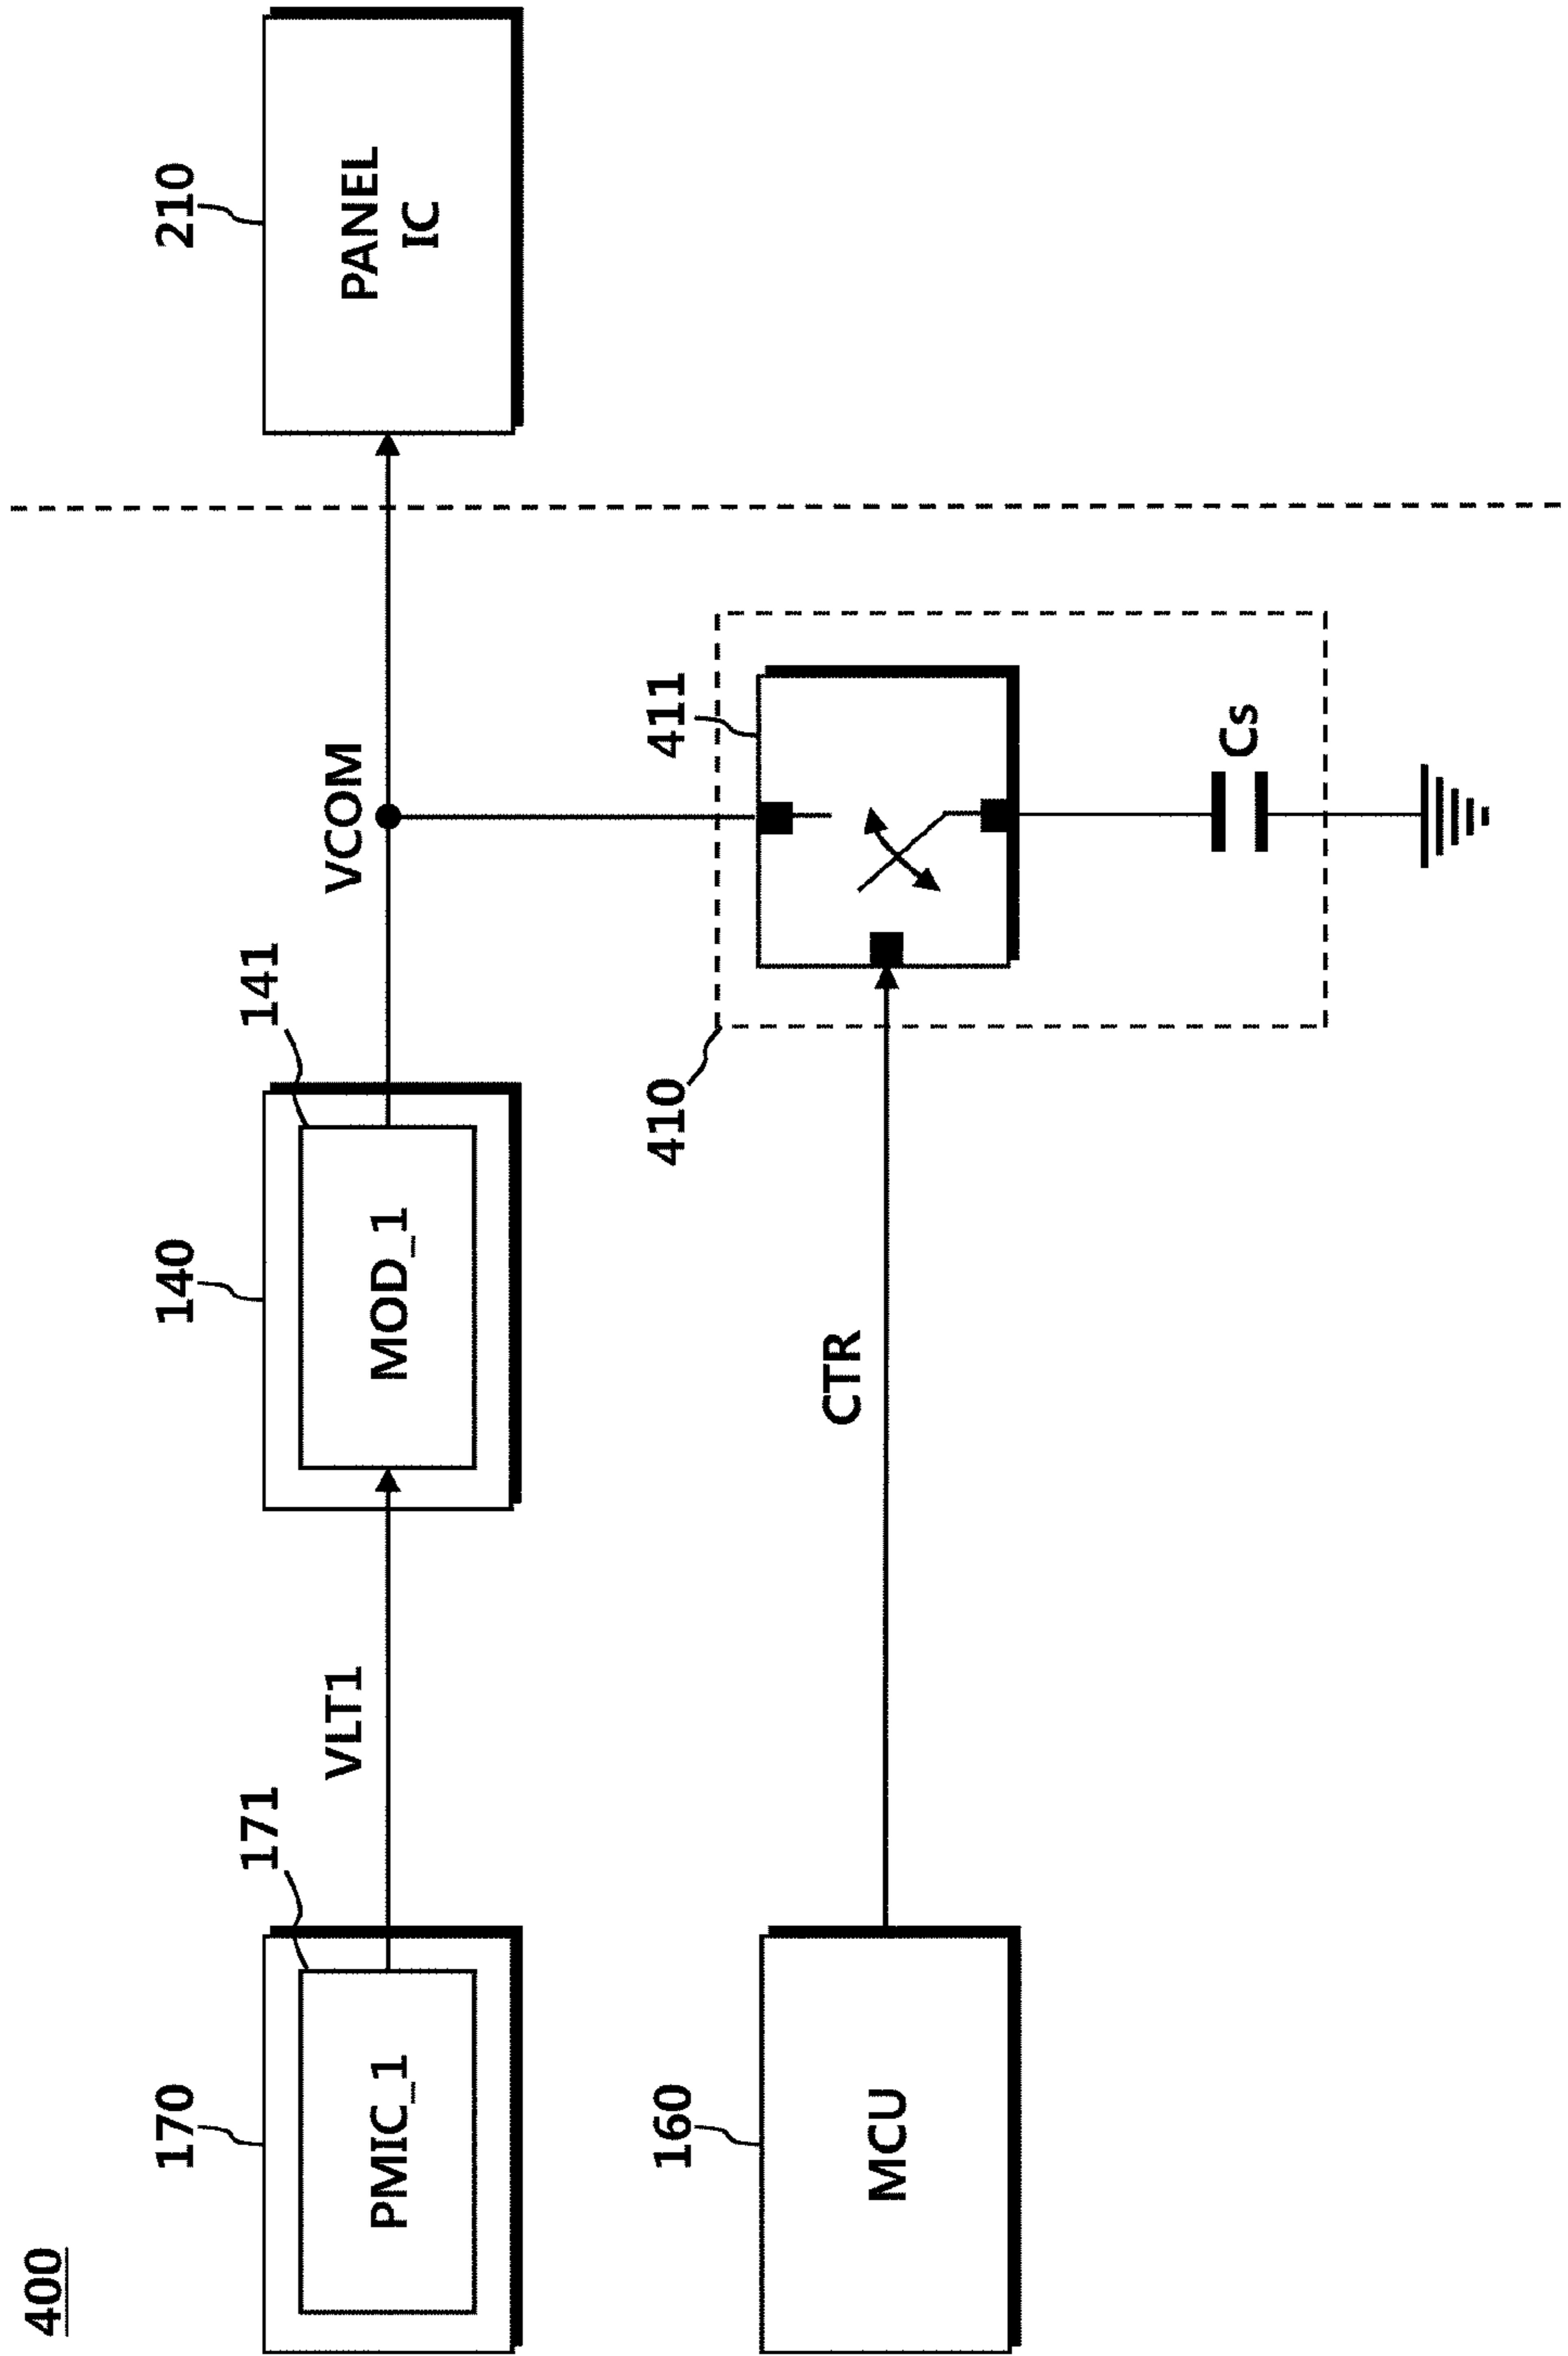 400
170
171
PMIC_1
VLT1
140
141
MOD_1
VCOM
210
PANEL
IC
160
MCU
CTR
410
411
Cs